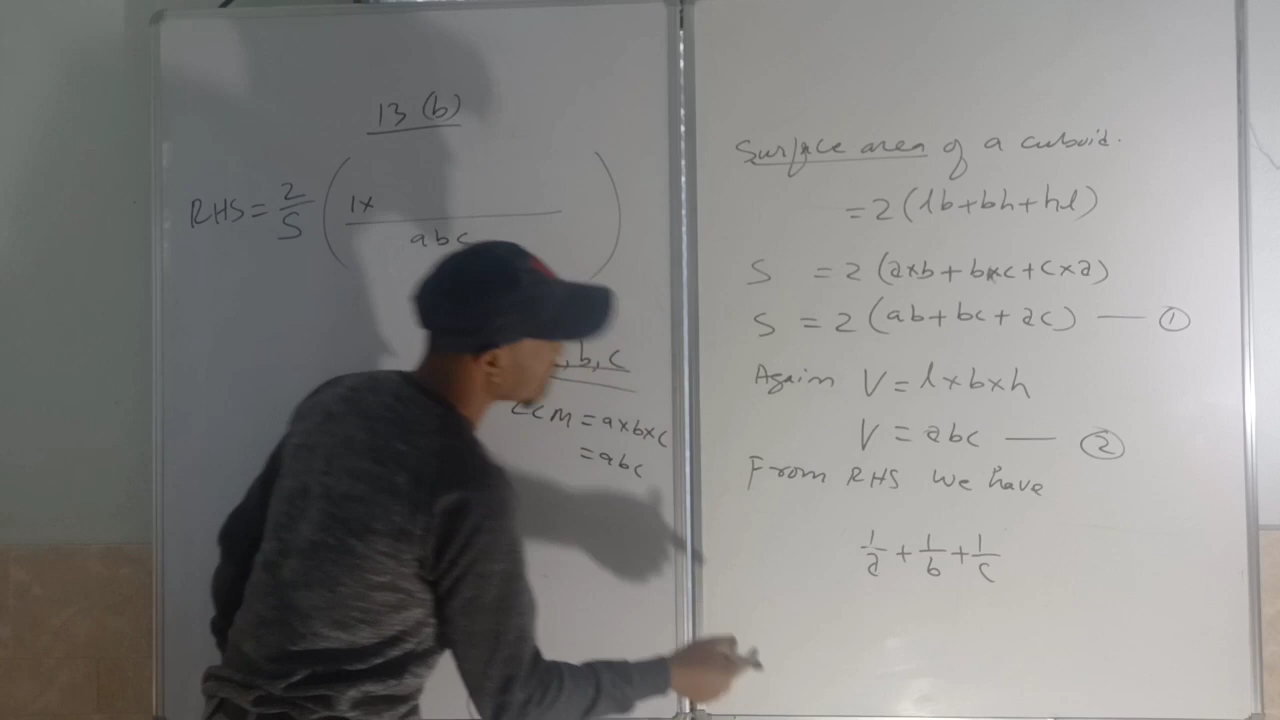 13 (b)
RHS = 2/S ( 1x / abc )
, b, c
LCM = a x b x c
= abc
Surface area of a cuboid.
= 2 (lb + bh + hl)
S = 2 (a x b + b x c + c x a)
S = 2 (ab + bc + ac) — ①
Again V = l x b x h
V = abc — ②
From RHS we have
1/a + 1/b + 1/c